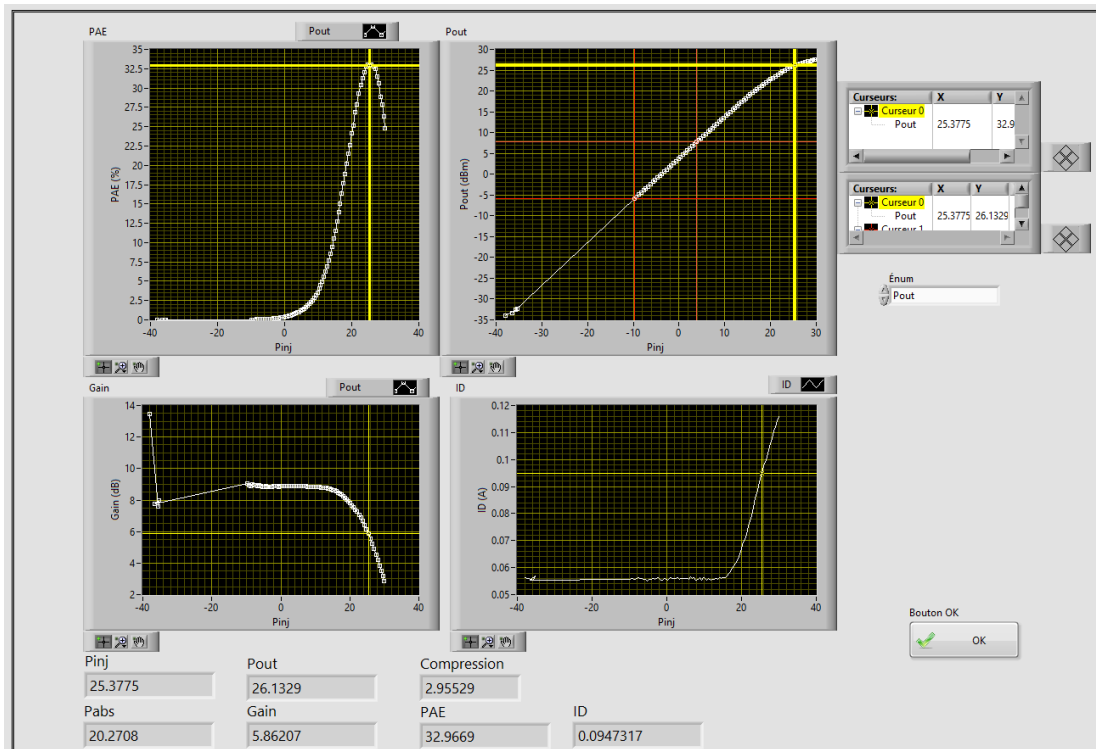 PAE
Pout
Pout
35
32.5
30
27.5
25
22.5
20
17.5
15
12.5
10
7.5
5
2.5
0
PAE (%)
-40 -20 0 20 40
Pinj
30
25
20
15
10
5
0
-5
-10
-15
-20
-25
-30
-35
Pout (dBm)
-40 -30 -20 -10 0 10 20 30
Pinj
Curseurs: X Y
Curseur 0
Pout 25.3775 32.9
Curseurs: X Y
Curseur 0
Pout 25.3775 26.1329
Curseur 1
Énum
Pout
Gain
Pout
14
12
10
8
6
4
2
Gain (dB)
-40 -20 0 20 40
Pinj
ID
ID
0.12
0.11
0.1
0.09
0.08
0.07
0.06
0.05
ID (A)
-40 -20 0 20 40
Pinj
Bouton OK
OK
Pinj Pout Compression
25.3775 26.1329 2.95529
Pabs Gain PAE ID
20.2708 5.86207 32.9669 0.0947317